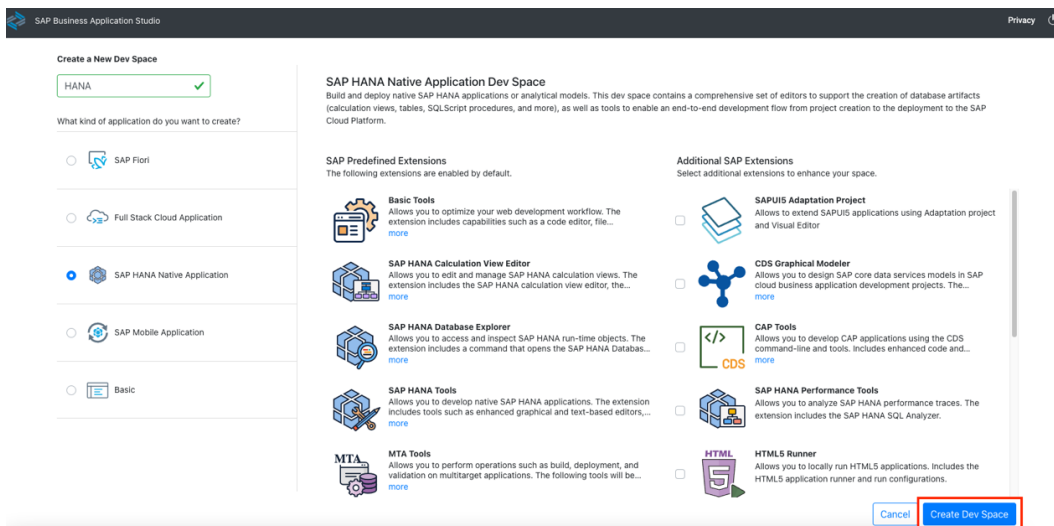 SAP Business Application Studio
Privacy
Create a New Dev Space
HANA
What kind of application do you want to create?
SAP Fiori
Full Stack Cloud Application
SAP HANA Native Application
SAP Mobile Application
Basic
SAP HANA Native Application Dev Space
Build and deploy native SAP HANA applications or analytical models. This dev space contains a comprehensive set of editors to support the creation of database artifacts
(calculation views, tables, SQLScript procedures, and more), as well as tools to enable an end-to-end development flow from project creation to the deployment to the SAP
Cloud Platform.
SAP Predefined Extensions
The following extensions are enabled by default.
Basic Tools
Allows you to optimize your web development workflow. The
extension includes capabilities such as a code editor, file...
more
SAP HANA Calculation View Editor
Allows you to edit and manage SAP HANA calculation views. The
extension includes the SAP HANA calculation view editor, the...
more
SAP HANA Database Explorer
Allows you to access and inspect SAP HANA run-time objects. The
extension includes a command that opens the SAP HANA Databas...
more
SAP HANA Tools
Allows you to develop native SAP HANA applications. The extension
includes tools such as enhanced graphical and text-based editors,...
more
MTA
MTA Tools
Allows you to perform operations such as build, deployment, and
validation on multitarget applications. The following tools will be...
more
Additional SAP Extensions
Select additional extensions to enhance your space.
SAPUI5 Adaptation Project
Allows to extend SAPUI5 applications using Adaptation project
and Visual Editor
CDS Graphical Modeler
Allows you to design SAP core data services models in SAP
cloud business application development projects. The...
more
</>
CDS
CAP Tools
Allows you to develop CAP applications using the CDS
command-line and tools. Includes enhanced code and...
more
SAP HANA Performance Tools
Allows you to analyze SAP HANA performance traces. The
extension includes the SAP HANA SQL Analyzer.
HTML
5
HTML5 Runner
Allows you to locally run HTML5 applications. Includes the
HTML5 application runner and run configurations.
Cancel
Create Dev Space